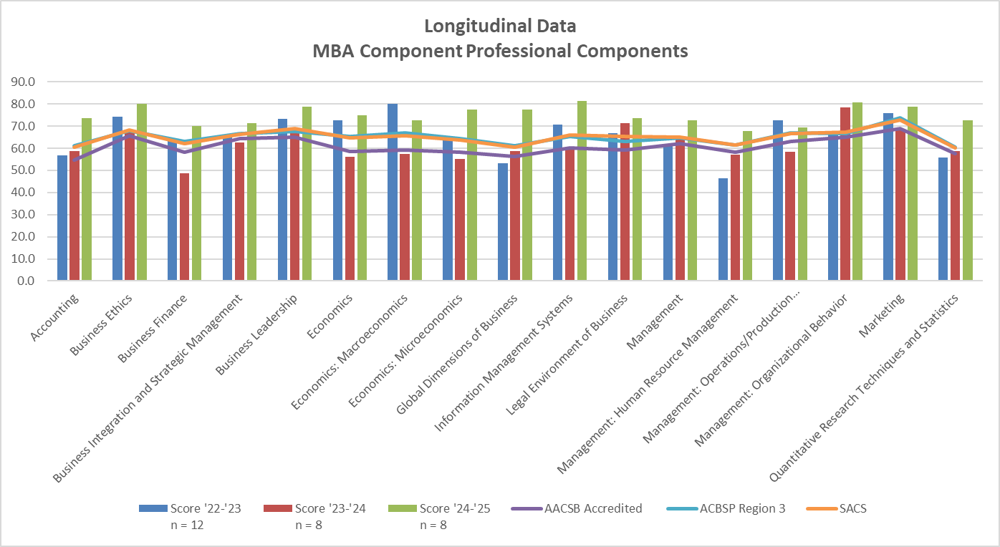 Longitudinal Data
MBA Component Professional Components
90.0
80.0
70.0
60.0
50.0
40.0
30.0
20.0
10.0
0.0
Accounting
Business Ethics
Business Finance
Business Integration and Strategic Management
Business Leadership
Economics
Economics: Macroeconomics
Economics: Microeconomics
Global Dimensions of Business
Information Management Systems
Legal Environment of Business
Management
Management: Human Resource Management
Management: Operations/Production...
Management: Organizational Behavior
Marketing
Quantitative Research Techniques and Statistics
Score '22-'23
n = 12
Score '23-'24
n = 8
Score '24-'25
n = 8
AACSB Accredited
ACBSP Region 3
SACS